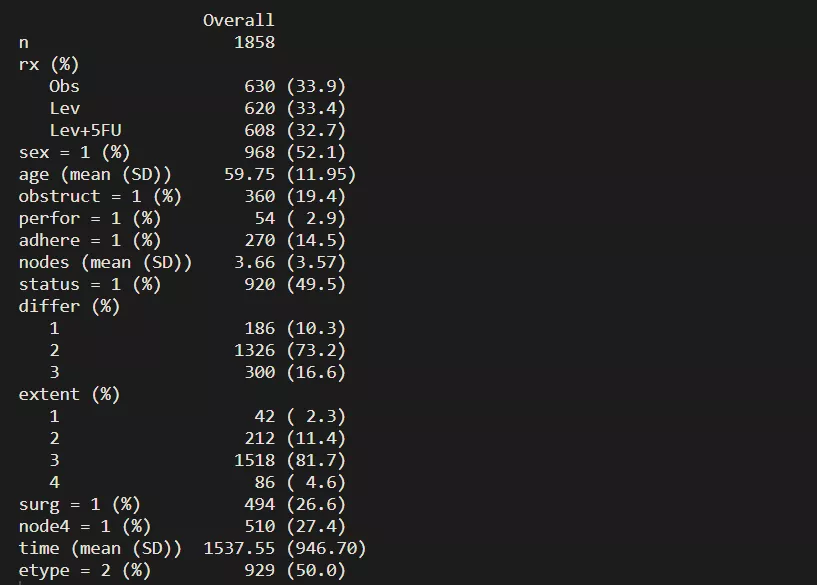 Overall
n 1858
rx (%)
Obs 630 (33.9)
Lev 620 (33.4)
Lev+5FU 608 (32.7)
sex = 1 (%) 968 (52.1)
age (mean (SD)) 59.75 (11.95)
obstruct = 1 (%) 360 (19.4)
perfor = 1 (%) 54 ( 2.9)
adhere = 1 (%) 270 (14.5)
nodes (mean (SD)) 3.66 (3.57)
status = 1 (%) 920 (49.5)
differ (%)
1 186 (10.3)
2 1326 (73.2)
3 300 (16.6)
extent (%)
1 42 ( 2.3)
2 212 (11.4)
3 1518 (81.7)
4 86 ( 4.6)
surg = 1 (%) 494 (26.6)
node4 = 1 (%) 510 (27.4)
time (mean (SD)) 1537.55 (946.70)
etype = 2 (%) 929 (50.0)